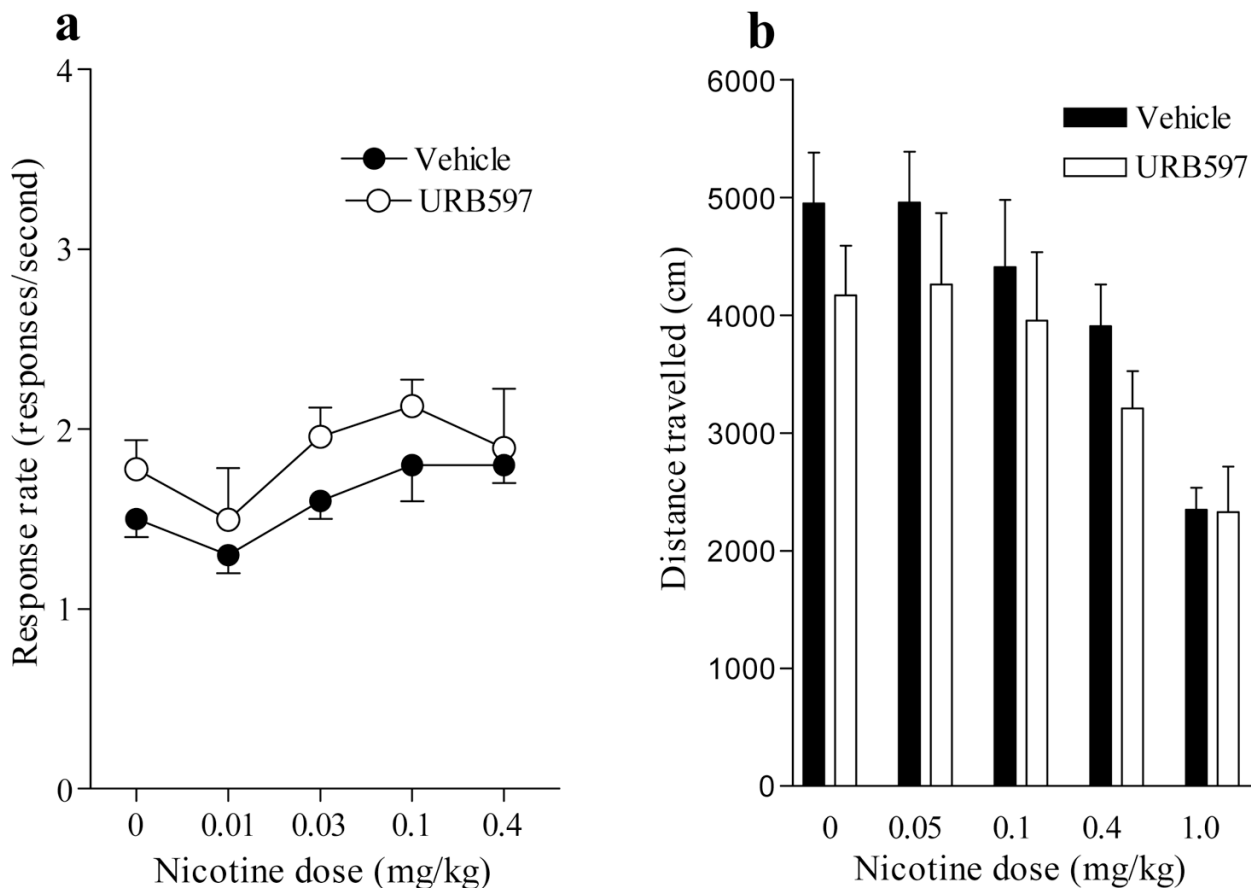 a
Response rate (responses/second)
4
3
2
1
0
Vehicle
URB597
0 0.01 0.03 0.1 0.4
Nicotine dose (mg/kg)
b
Distance travelled (cm)
6000
5000
4000
3000
2000
1000
0
Vehicle
URB597
0 0.05 0.1 0.4 1.0
Nicotine dose (mg/kg)